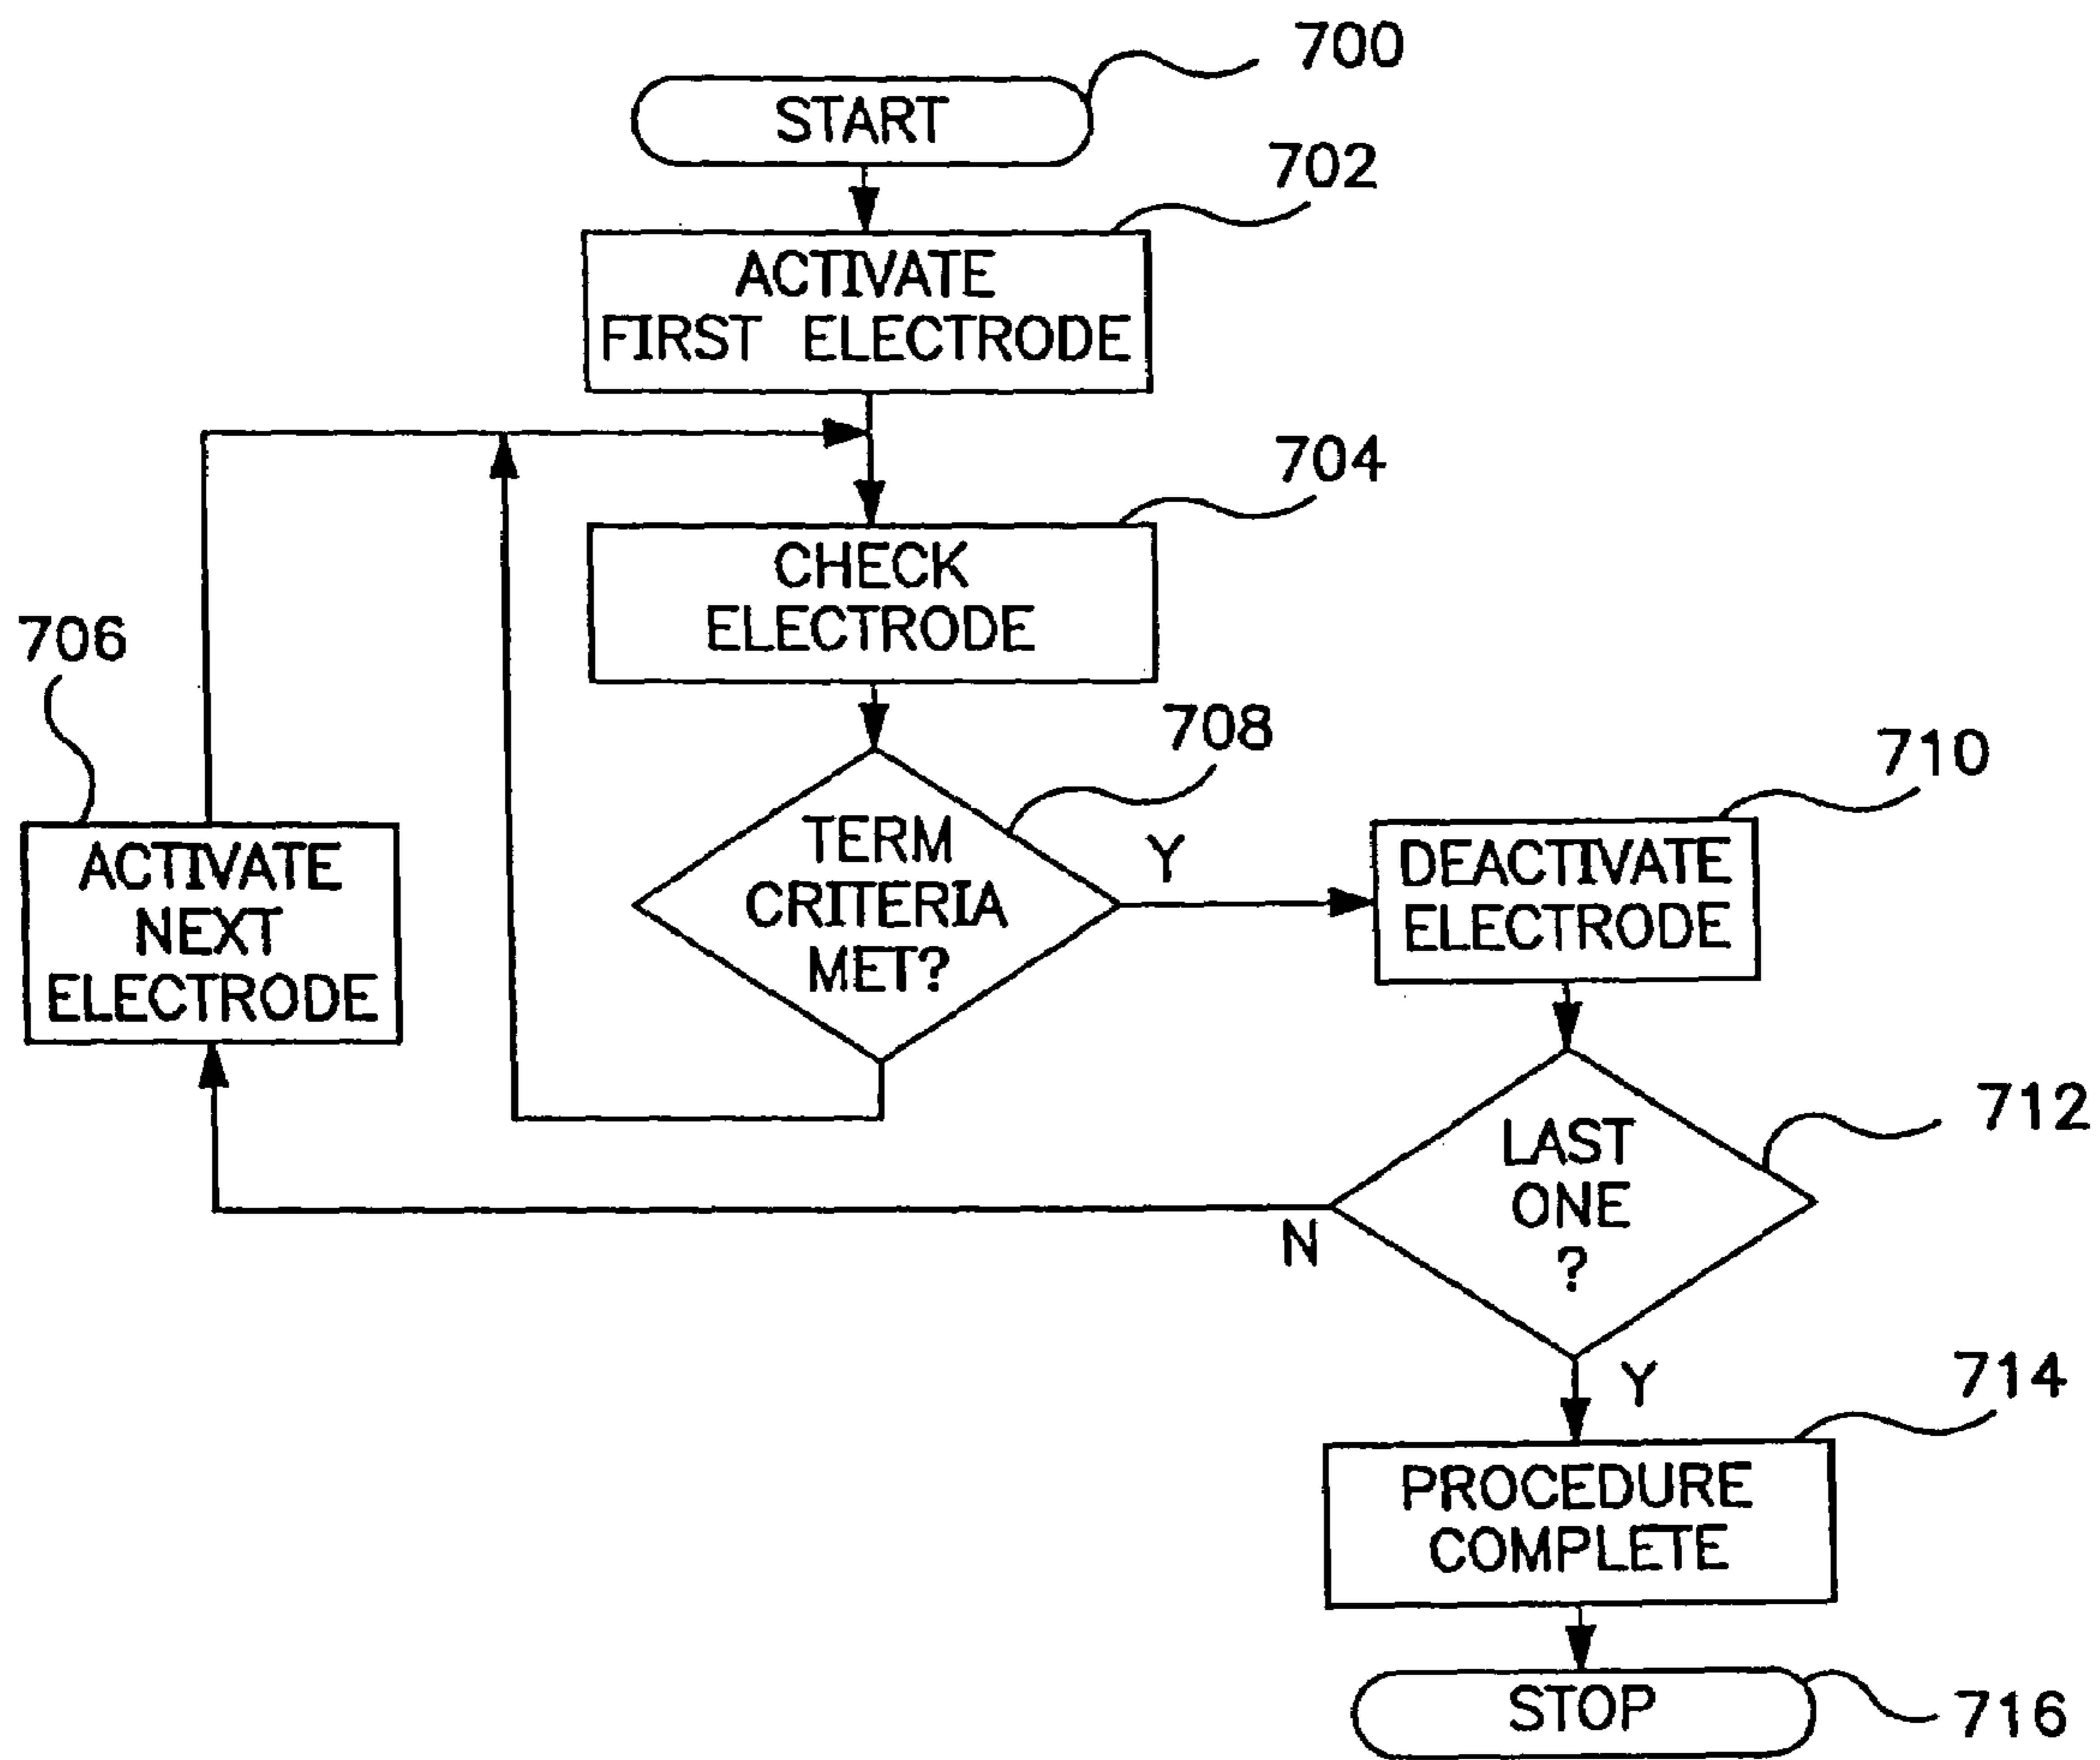 700
START
702
ACTIVATE
FIRST ELECTRODE
704
CHECK
ELECTRODE
706
ACTIVATE
NEXT
ELECTRODE
708
TERM
CRITERIA
MET?
Y
710
DEACTIVATE
ELECTRODE
712
LAST
ONE
?
N
Y
714
PROCEDURE
COMPLETE
STOP
716